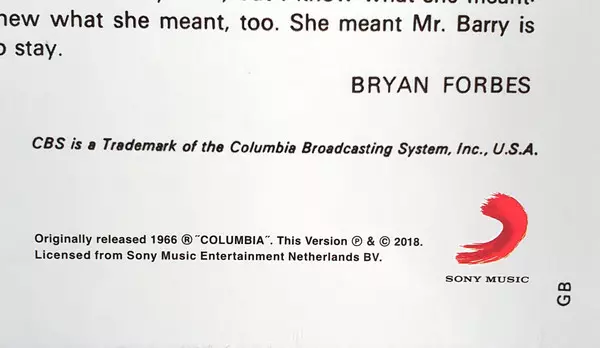 new what she meant, too. She meant Mr. Barry is
stay.
BRYAN FORBES
CBS is a Trademark of the Columbia Broadcasting System, Inc., U.S.A.
Originally released 1966 ® ˝COLUMBIA˝. This Version ℗ & © 2018.
Licensed from Sony Music Entertainment Netherlands BV.
SONY MUSIC
GB